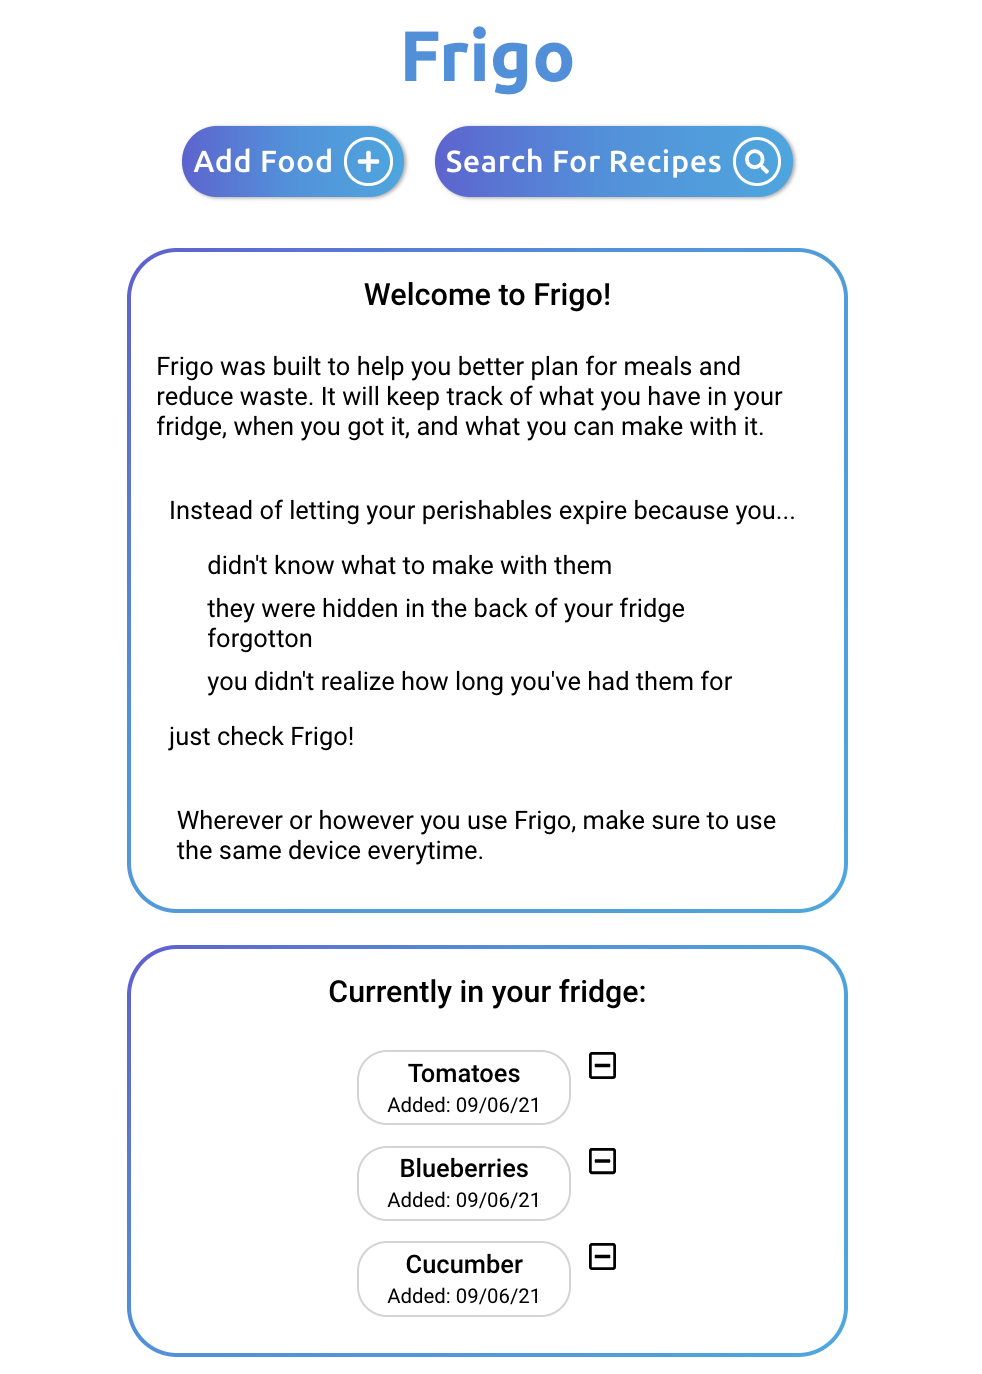 Frigo
Add Food
Search For Recipes
Welcome to Frigo!
Frigo was built to help you better plan for meals and
reduce waste. It will keep track of what you have in your
fridge, when you got it, and what you can make with it.
Instead of letting your perishables expire because you...
didn't know what to make with them
they were hidden in the back of your fridge
forgotton
you didn't realize how long you've had them for
just check Frigo!
Wherever or however you use Frigo, make sure to use
the same device everytime.
Currently in your fridge:
Tomatoes
Added: 09/06/21
Blueberries
Added: 09/06/21
Cucumber
Added: 09/06/21